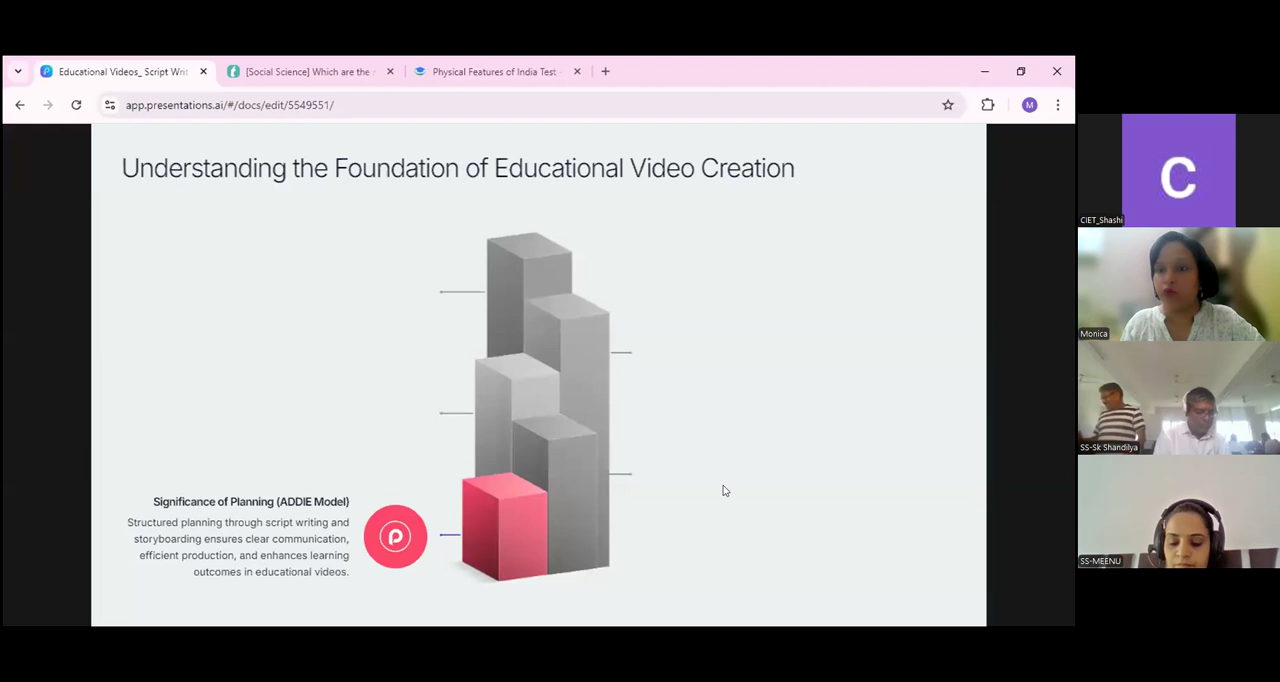 Educational Videos_ Script Writ
[Social Science] Which are the r
Physical Features of India Test -
app.presentations.ai/#/docs/edit/5549551/
M
Understanding the Foundation of Educational Video Creation
Significance of Planning (ADDIE Model)
Structured planning through script writing and
storyboarding ensures clear communication,
efficient production, and enhances learning
outcomes in educational videos.
C
CIET_Shashi
Monica
SS-Sk Shandilya
SS-MEENU